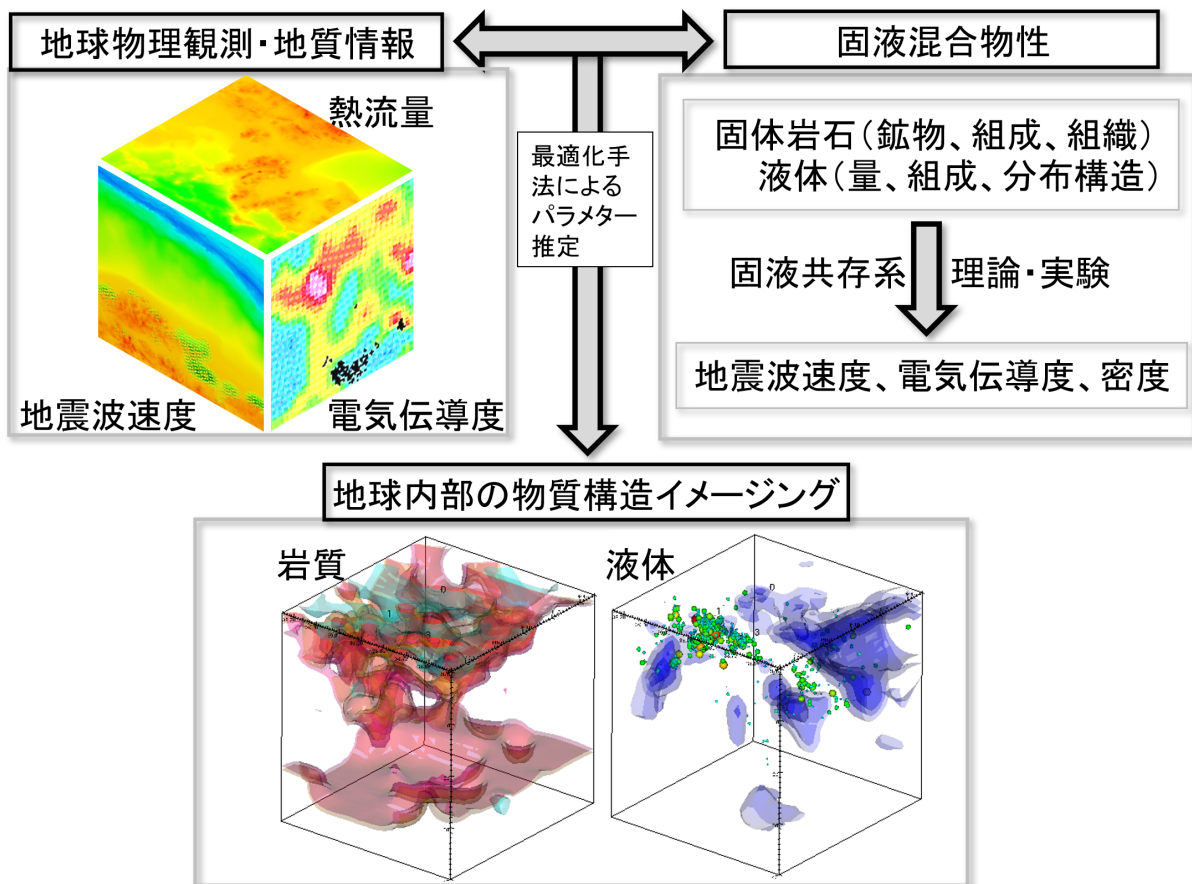 地球物理観測・地質情報
固液混合物性
熱流量
地震波速度
電気伝導度
最適化手
法による
パラメター
推定
固体岩石(鉱物、組成、組織)
液体(量、組成、分布構造)
固液共存系
理論・実験
地震波速度、電気伝導度、密度
地球内部の物質構造イメージング
岩質
液体